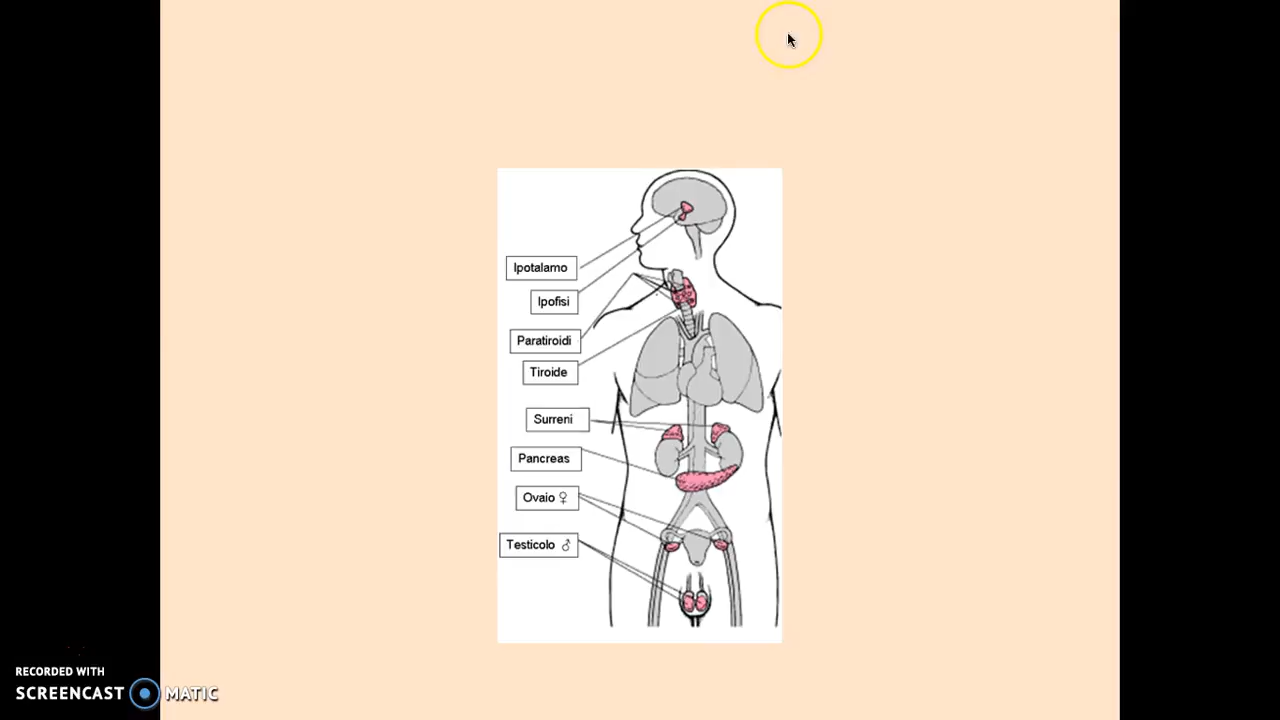 Ipotalamo
Ipofisi
Paratiroidi
Tiroide
Surreni
Pancreas
Ovaio ♀
Testicolo ♂
RECORDED WITH
SCREENCAST MATIC